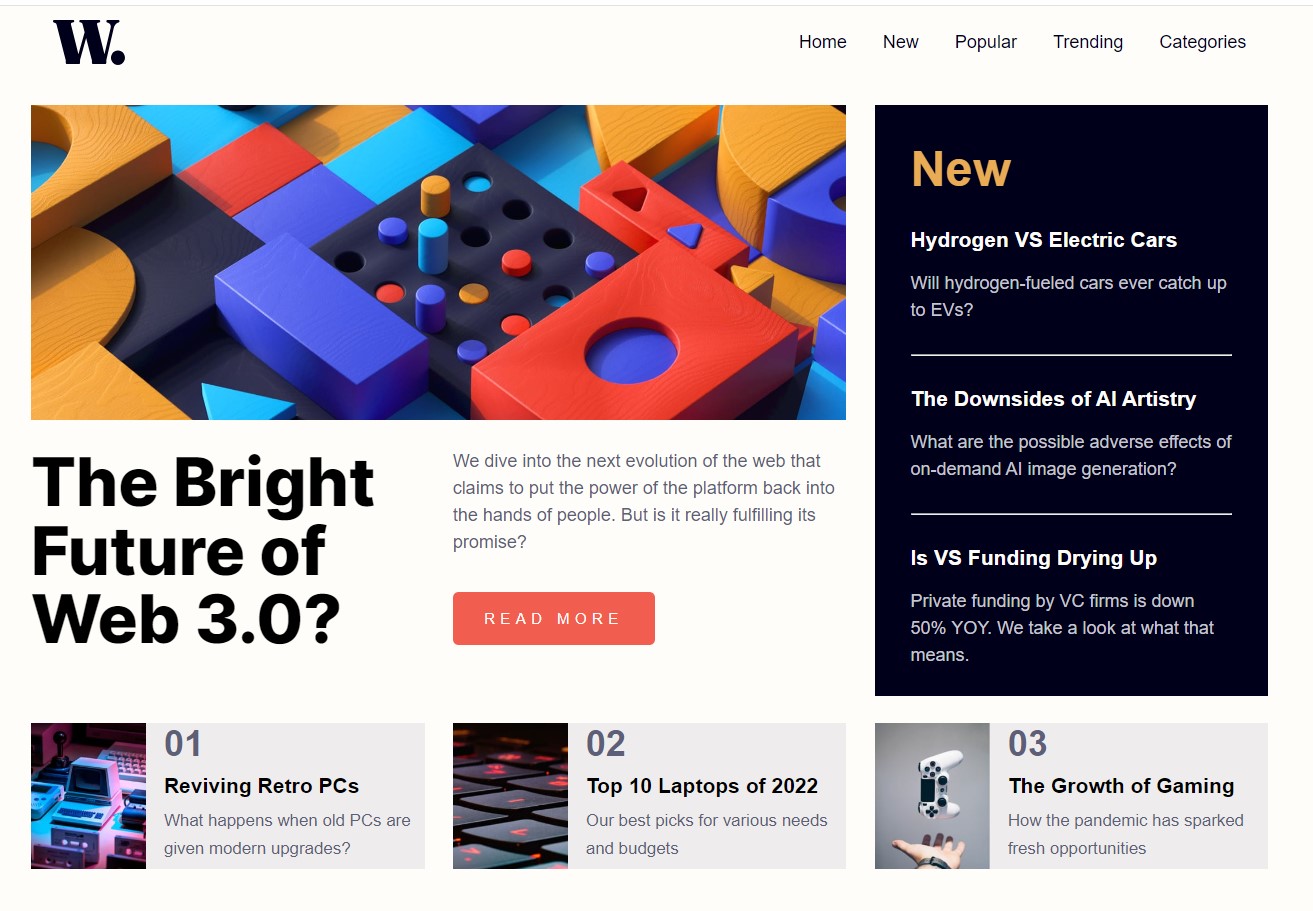 W.
Home New Popular Trending Categories
The Bright
Future of
Web 3.0?
We dive into the next evolution of the web that
claims to put the power of the platform back into
the hands of people. But is it really fulfilling its
promise?
READ MORE
New
Hydrogen VS Electric Cars
Will hydrogen-fueled cars ever catch up
to EVs?
The Downsides of AI Artistry
What are the possible adverse effects of
on-demand AI image generation?
Is VS Funding Drying Up
Private funding by VC firms is down
50% YOY. We take a look at what that
means.
01
Reviving Retro PCs
What happens when old PCs are
given modern upgrades?
02
Top 10 Laptops of 2022
Our best picks for various needs
and budgets
03
The Growth of Gaming
How the pandemic has sparked
fresh opportunities